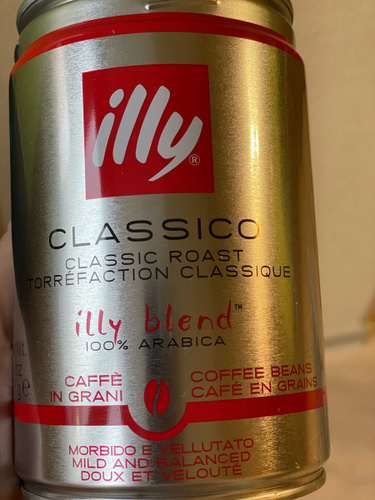 illy®
CLASSICO
CLASSIC ROAST
TORRÉFACTION CLASSIQUE
illy blend™
100% ARABICA
CAFFÈ
IN GRANI
COFFEE BEANS
CAFÉ EN GRAINS
OZ
e
MORBIDO E VELLUTATO
MILD AND BALANCED
DOUX ET VELOUTÉ